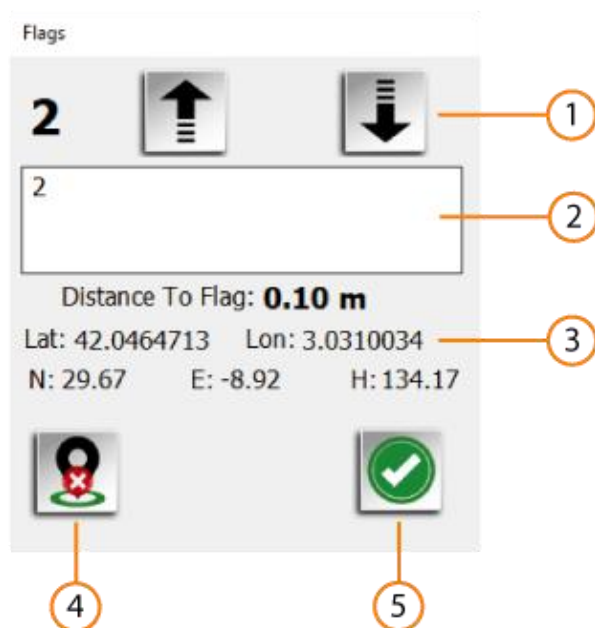 Flags
2
1
2
2
Distance To Flag: 0.10 m
Lat: 42.0464713 Lon: 3.0310034
3
N: 29.67 E: -8.92 H: 134.17
4 5